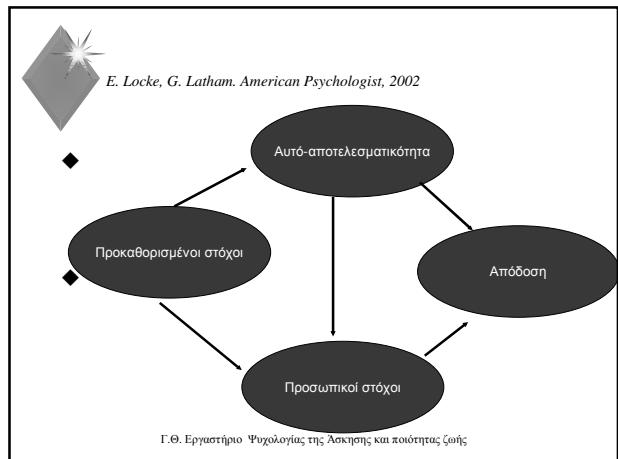 E. Locke, G. Latham. American Psychologist, 2002
Αυτό-αποτελεσματικότητα
Προκαθορισμένοι στόχοι
Απόδοση
Προσωπικοί στόχοι
Γ.Θ. Εργαστήριο Ψυχολογίας της Άσκησης και ποιότητας ζωής